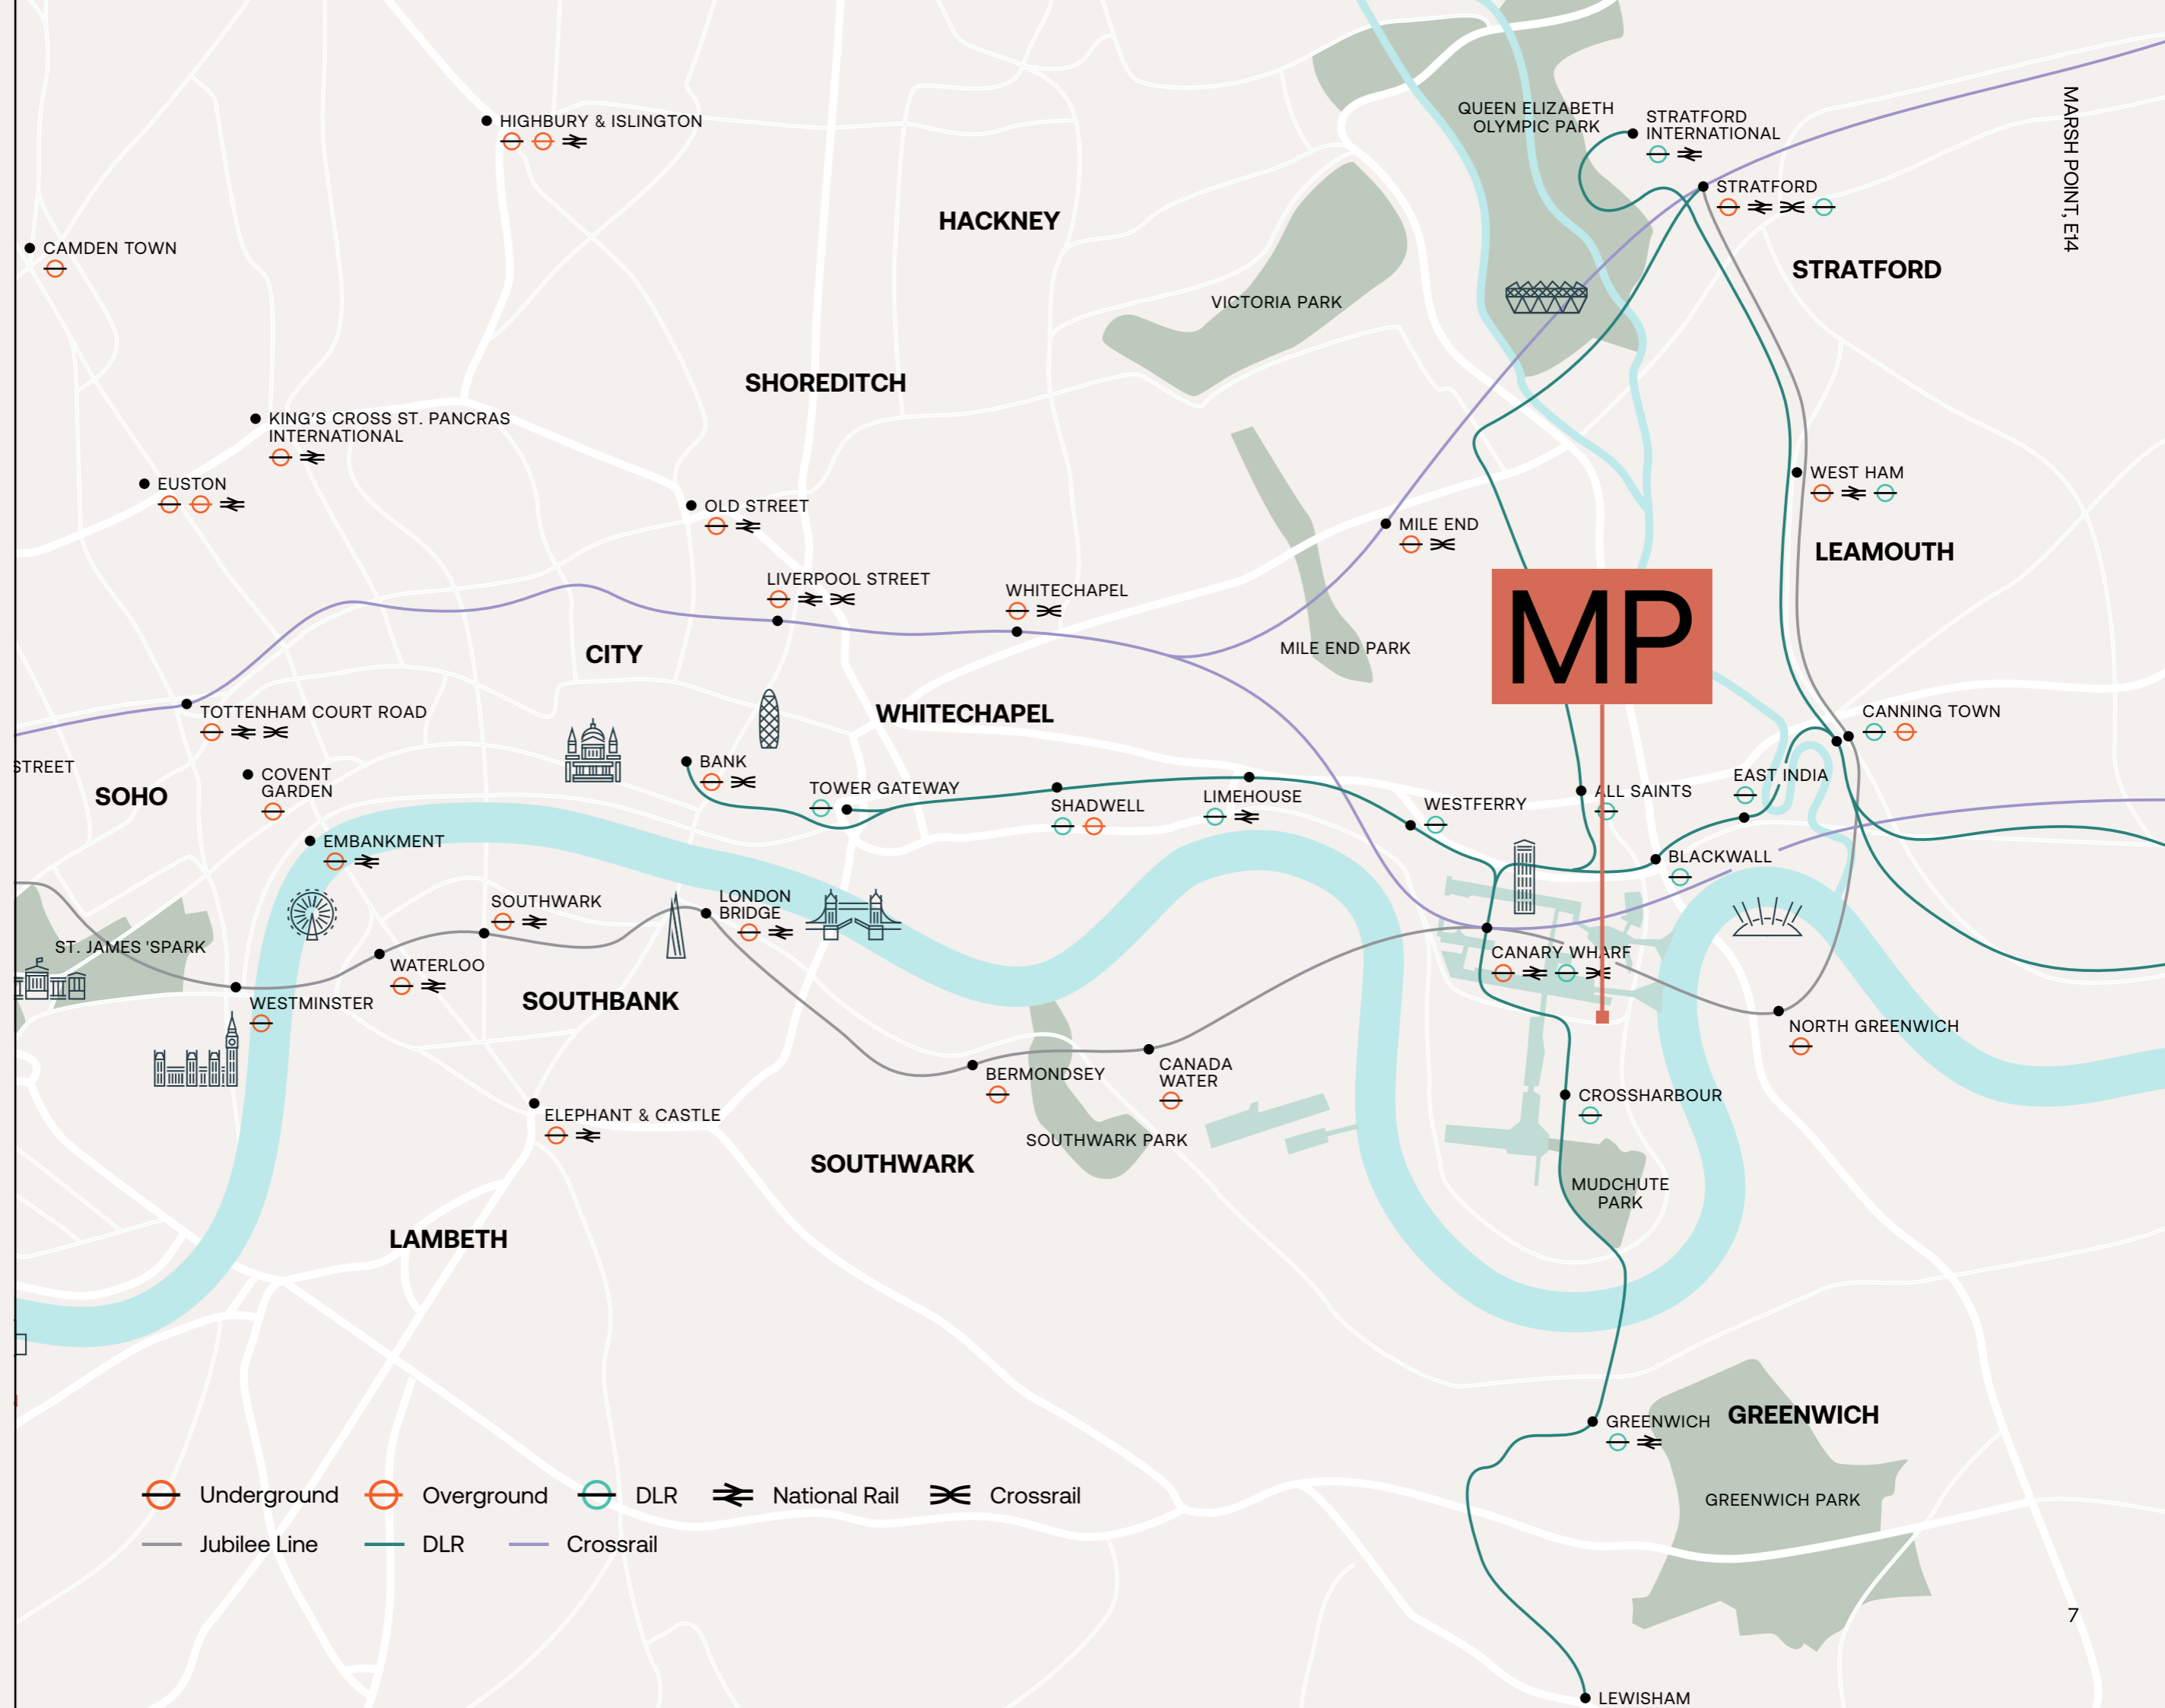 HIGHBURY & ISLINGTON
QUEEN ELIZABETH
OLYMPIC PARK
STRATFORD
INTERNATIONAL
MARSH POINT, E14
STRATFORD
HACKNEY
CAMDEN TOWN
STRATFORD
VICTORIA PARK
SHOREDITCH
KING'S CROSS ST. PANCRAS
INTERNATIONAL
EUSTON
WEST HAM
OLD STREET
MILE END
LEAMOUTH
LIVERPOOL STREET
WHITECHAPEL
MP
CITY
MILE END PARK
TOTTENHAM COURT ROAD
WHITECHAPEL
CANNING TOWN
STREET
BANK
COVENT
GARDEN
EAST INDIA
SOHO
TOWER GATEWAY
SHADWELL
LIMEHOUSE
WESTFERRY
ALL SAINTS
EMBANKMENT
BLACKWALL
SOUTHWARK
LONDON
BRIDGE
ST. JAMES 'SPARK
WATERLOO
CANARY WHARF
WESTMINSTER
SOUTHBANK
NORTH GREENWICH
BERMONDSEY
CANADA
WATER
CROSSHARBOUR
ELEPHANT & CASTLE
SOUTHWARK PARK
SOUTHWARK
MUDCHUTE
PARK
LAMBETH
GREENWICH
GREENWICH
GREENWICH PARK
Underground
Overground
DLR
National Rail
Crossrail
Jubilee Line
DLR
Crossrail
7
LEWISHAM